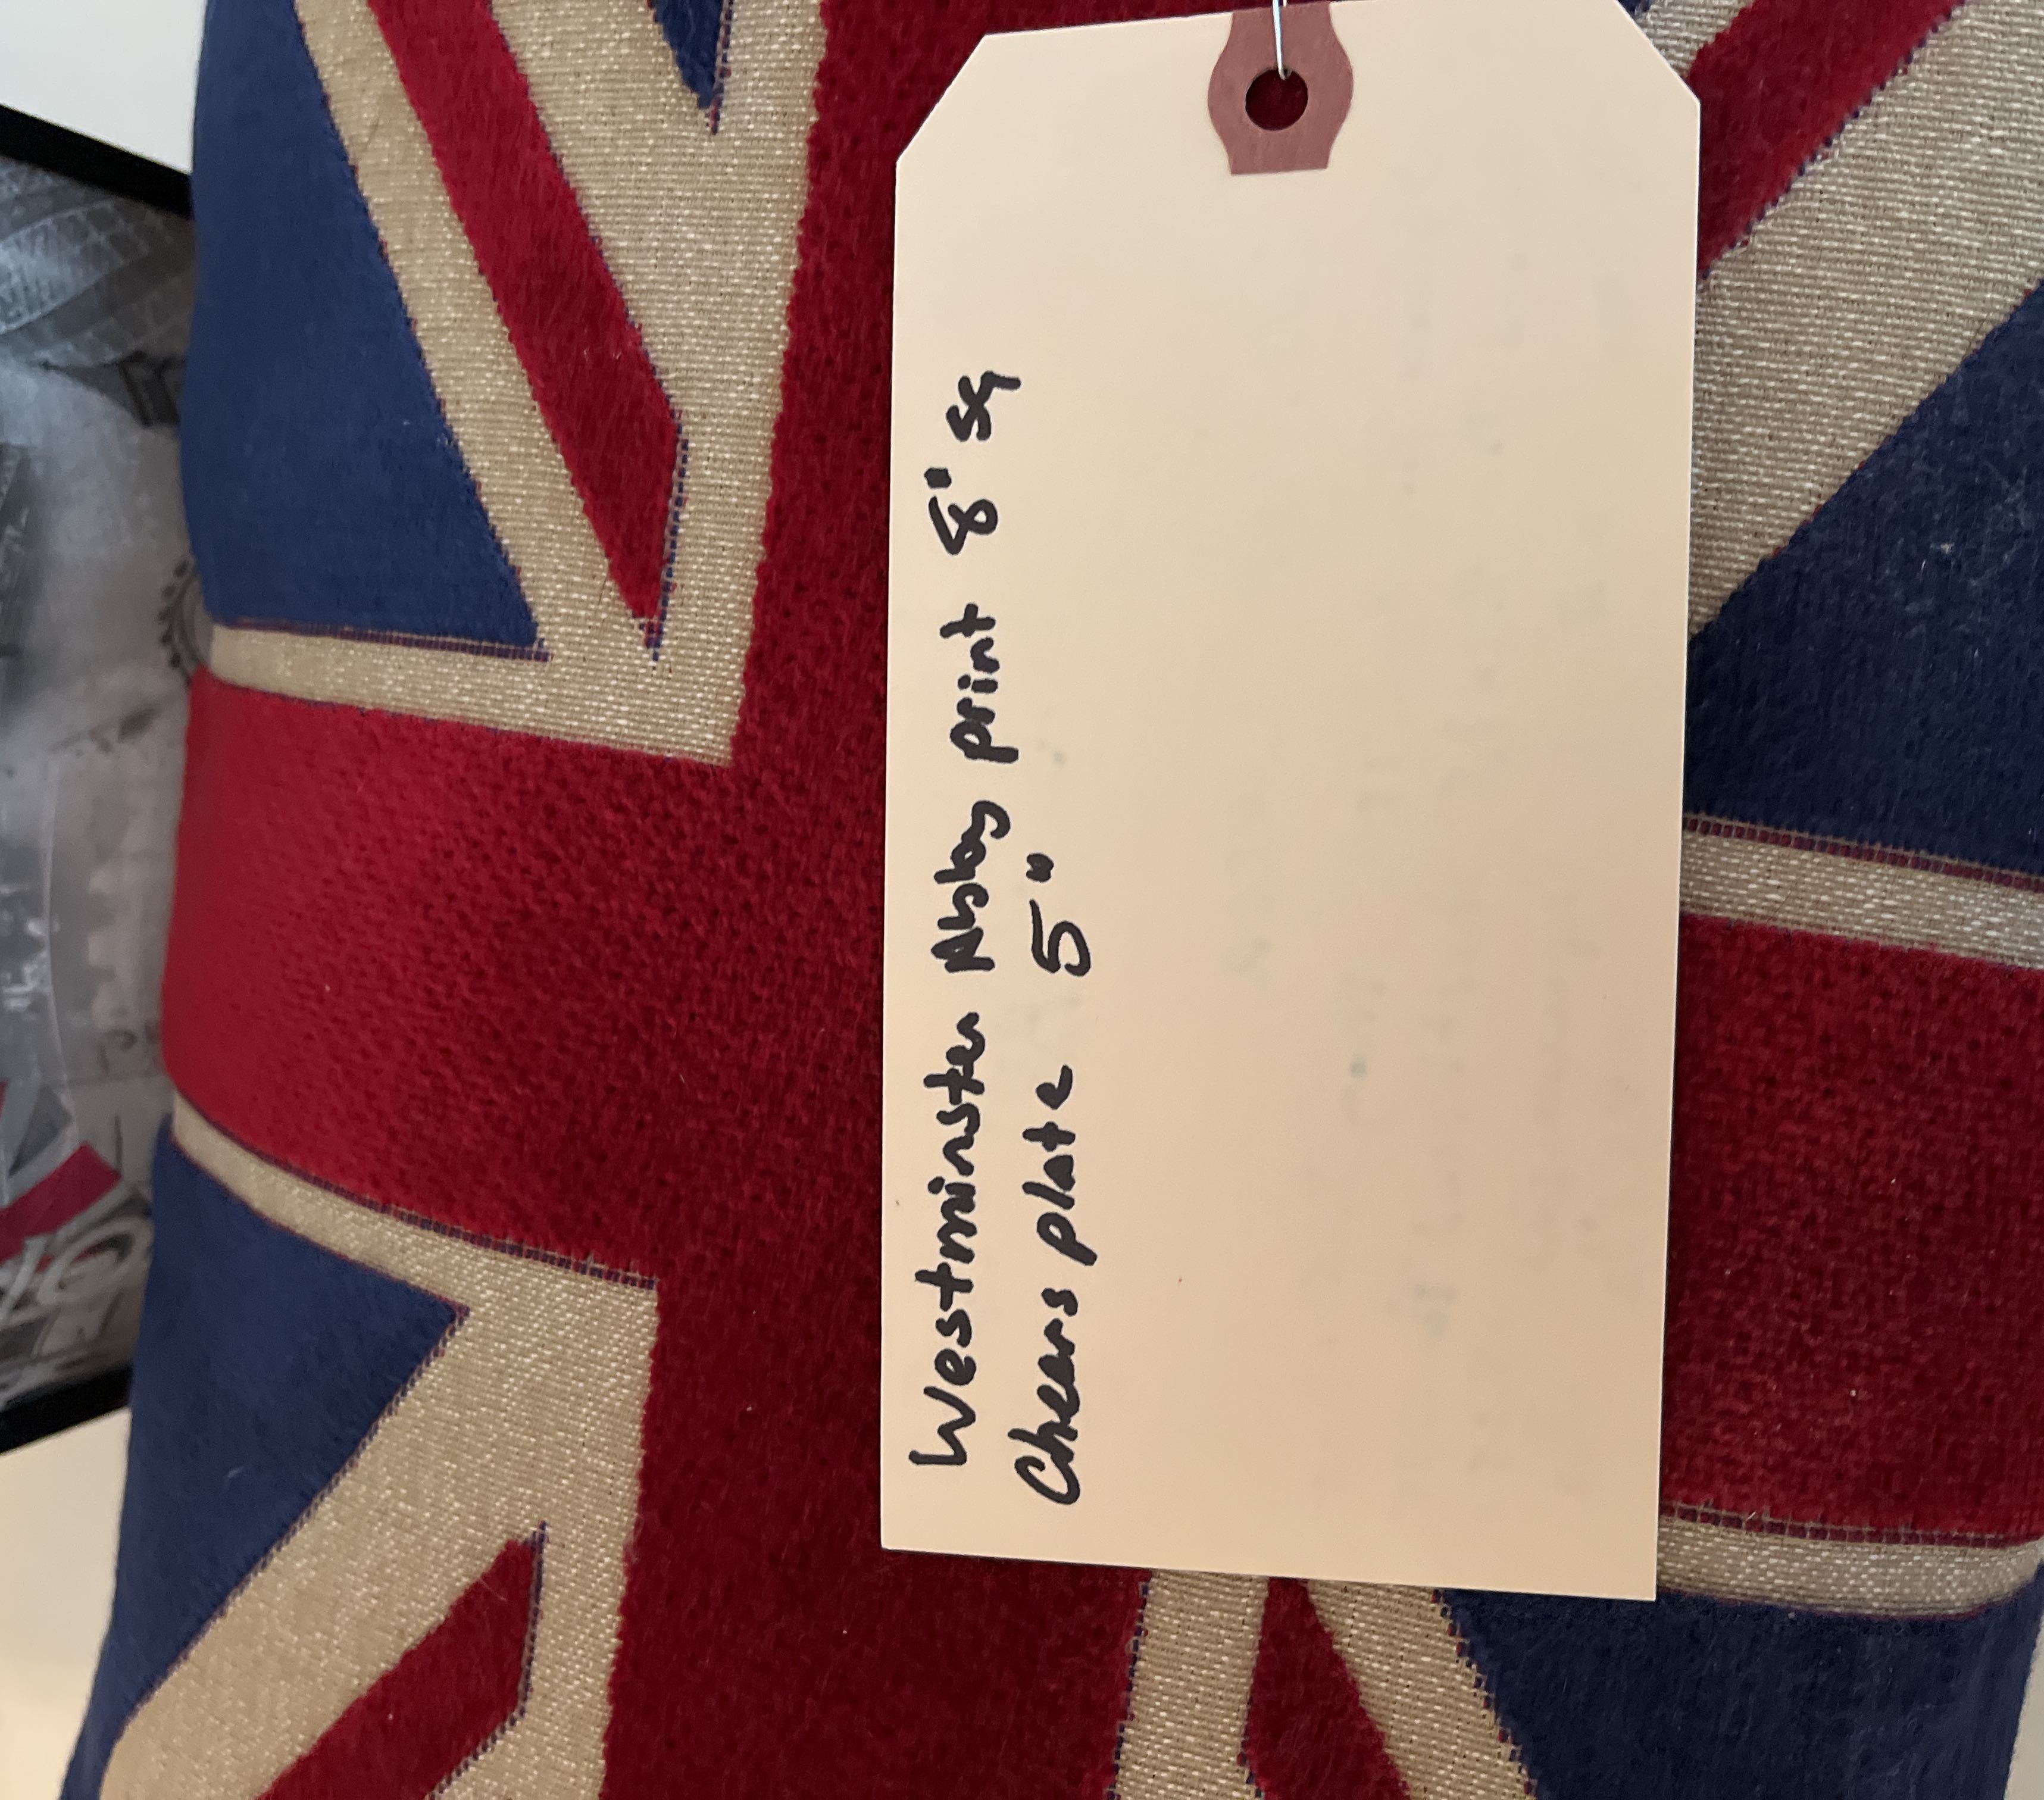 Westminster Abbey print 8' sq
Cheers plate 5"